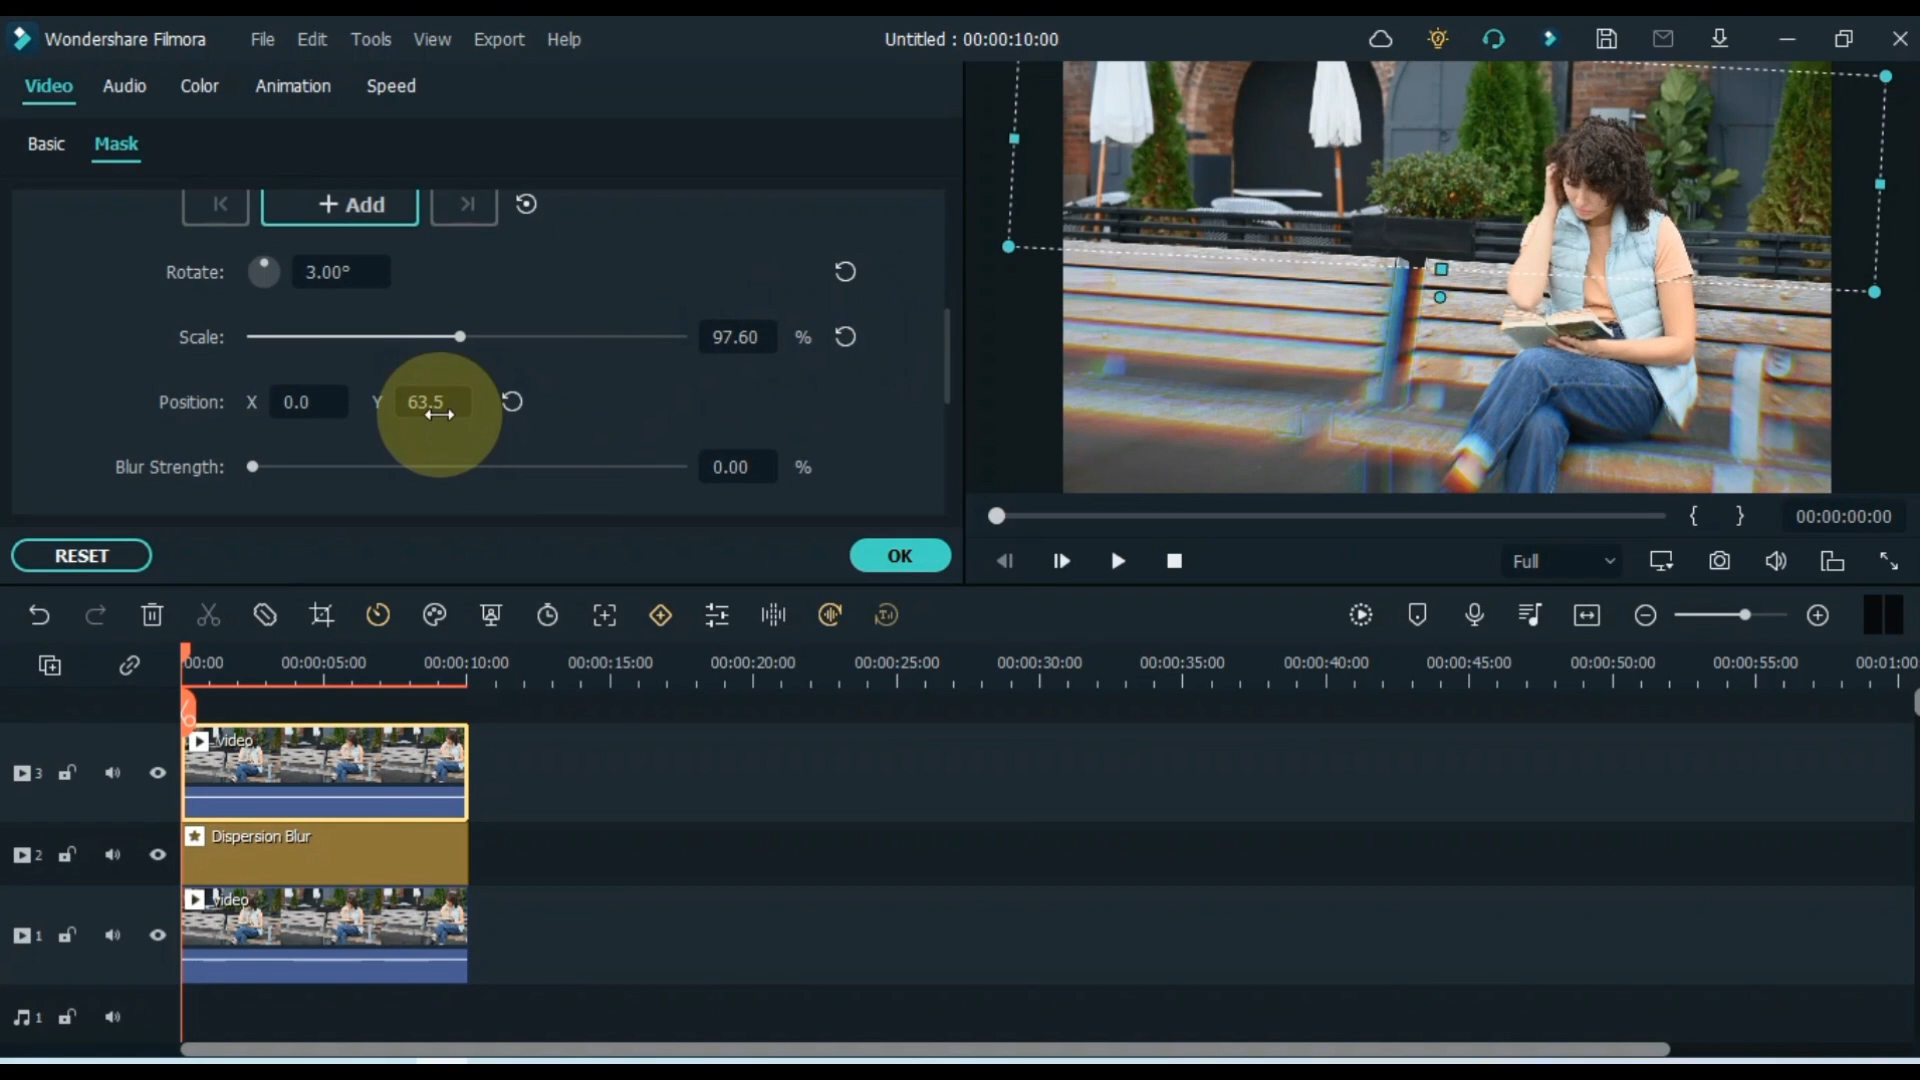 Wondershare Filmora File Edit Tools View Export Help Untitled : 00:00:10:00
Video Audio Color Animation Speed
Basic Mask
+ Add
Rotate: 3.00°
Scale: 97.60 %
Position: X 0.0 Y 63.5
Blur Strength: 0.00 %
RESET OK
{ } 00:00:00:00
Full
00:00 00:00:05:00 00:00:10:00 00:00:15:00 00:00:20:00 00:00:25:00 00:00:30:00 00:00:35:00 00:00:40:00 00:00:45:00 00:00:50:00 00:00:55:00 00:01:00
video
3
Dispersion Blur
2
video
1
1